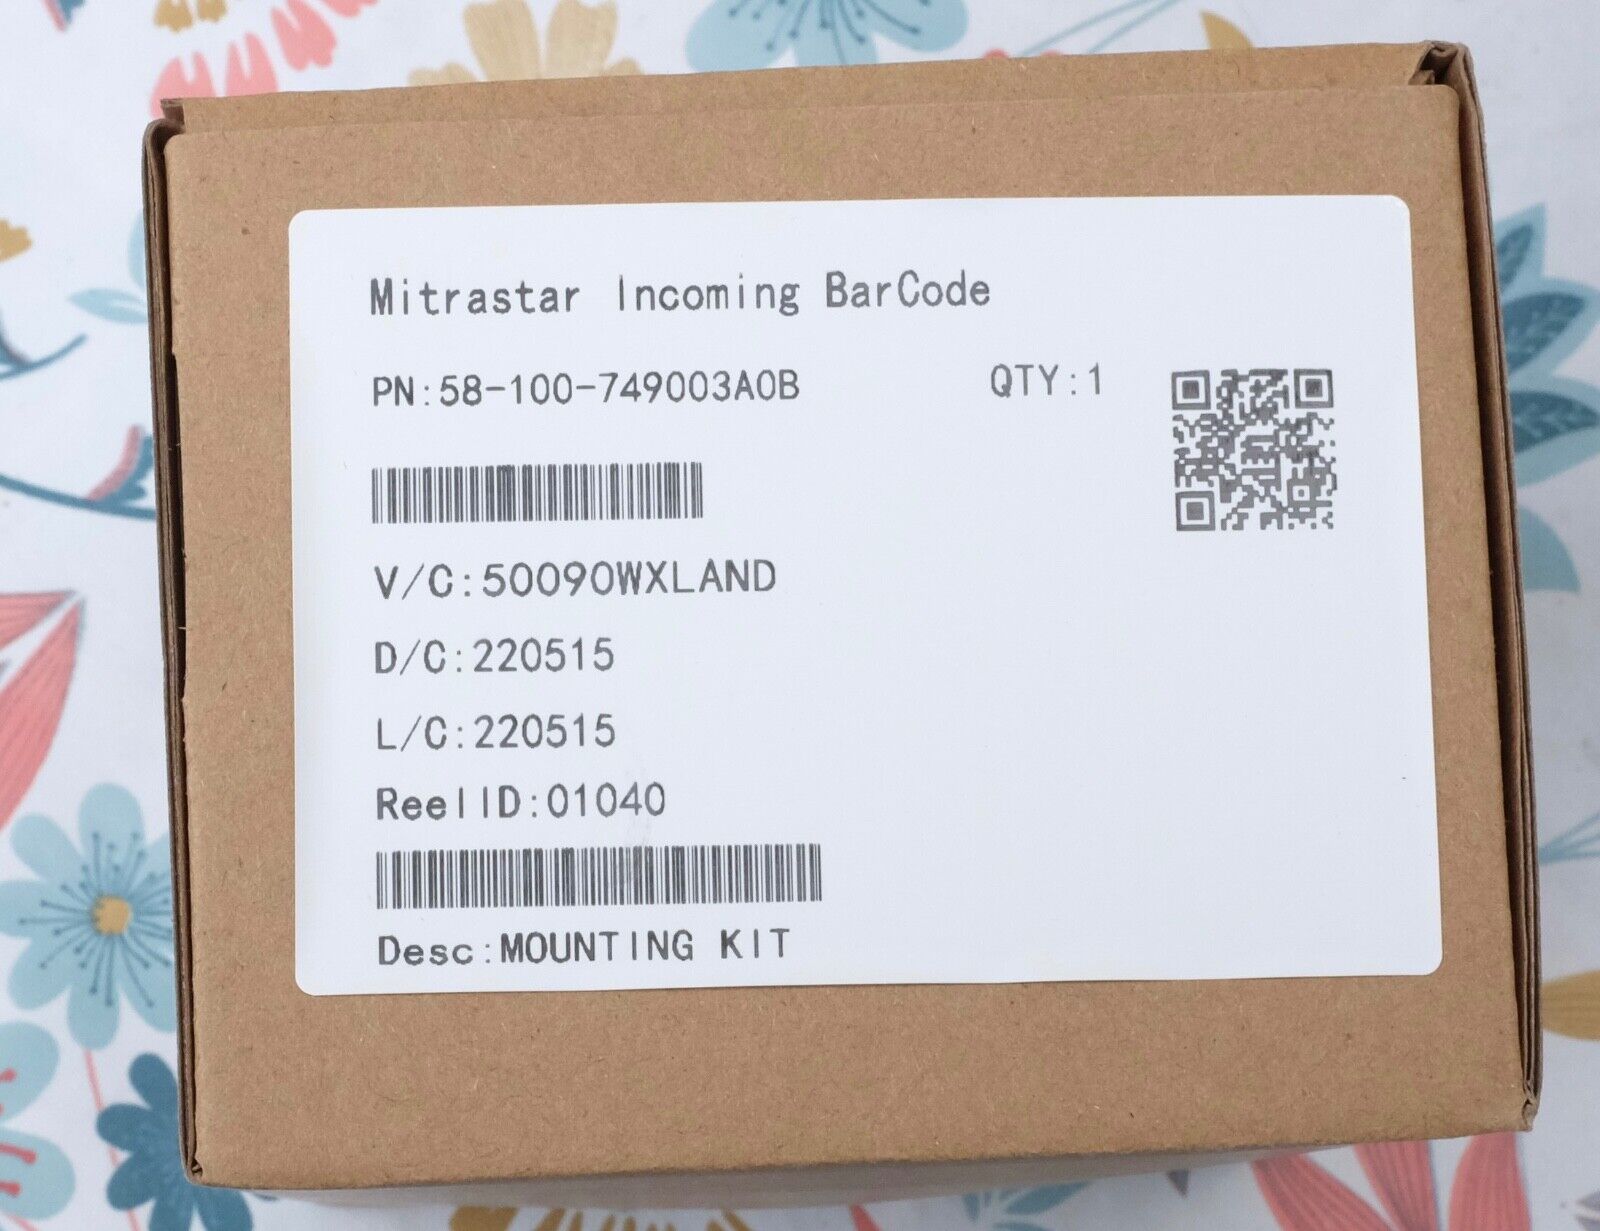 Mitrastar Incoming BarCode
PN:58-100-749003A0B QTY:1
V/C:50090WXLAND
D/C:220515
L/C:220515
ReelID:01040
Desc:MOUNTING KIT